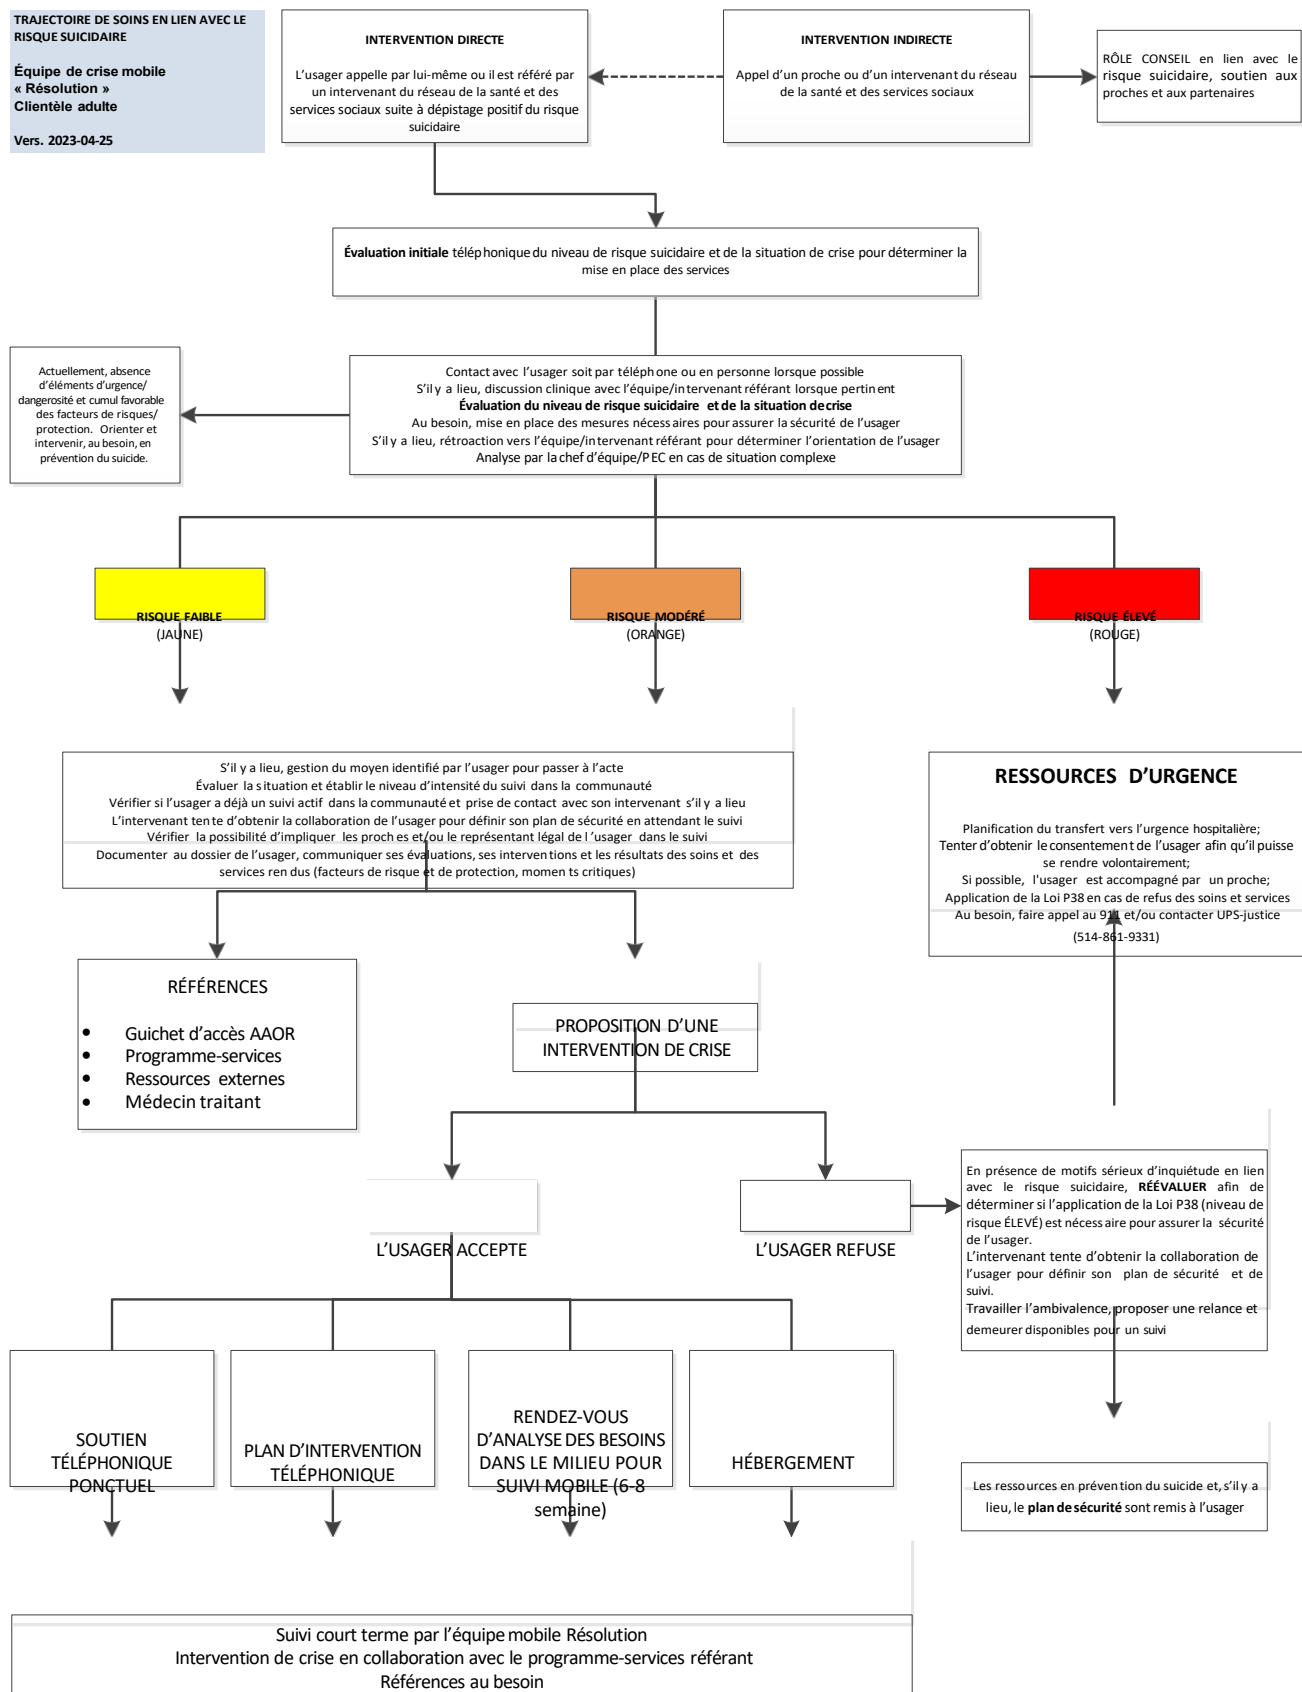 TRAJECTOIRE DE SOINS EN LIEN AVEC LE
RISQUE SUICIDAIRE
Équipe de crise mobile
« Résolution »
Clientèle adulte
Vers. 2023-04-25
INTERVENTION DIRECTE
L’usager appelle par lui-même ou il est référé par
un intervenant du réseau de la santé et des
services sociaux suite à dépistage positif du risque
suicidaire
INTERVENTION INDIRECTE
Appel d’un proche ou d’un intervenant du réseau
de la santé et des services sociaux
RÔLE CONSEIL en lien avec le
risque suicidaire, soutien aux
proches et aux partenaires
Évaluation initiale téléphonique du niveau de risque suicidaire et de la situation de crise pour déterminer la
mise en place des services
Actuellement, absence
d’éléments d’urgence/
dangerosité et cumul favorable
des facteurs de risques/
protection. Orienter et
intervenir, au besoin, en
prévention du suicide.
Contact avec l’usager soit par téléphone ou en personne lorsque possible
S’il y a lieu, discussion clinique avec l’équipe/intervenant référant lorsque pertinent
Évaluation du niveau de risque suicidaire et de la situation de crise
Au besoin, mise en place des mesures nécessaires pour assurer la sécurité de l’usager
S’il y a lieu, rétroaction vers l’équipe/intervenant référant pour déterminer l’orientation de l’usager
Analyse par la chef d’équipe/PEC en cas de situation complexe
RISQUE FAIBLE
(JAUNE)
RISQUE MODÉRÉ
(ORANGE)
RISQUE ÉLEVÉ
(ROUGE)
S’il y a lieu, gestion du moyen identifié par l’usager pour passer à l’acte
Évaluer la situation et établir le niveau d’intensité du suivi dans la communauté
Vérifier si l’usager a déjà un suivi actif dans la communauté et prise de contact avec son intervenant s’il y a lieu
L’intervenant tente d’obtenir la collaboration de l’usager pour définir son plan de sécurité en attendant le suivi
Vérifier la possibilité d’impliquer les proches et/ou le représentant légal de l’usager dans le suivi
Documenter au dossier de l’usager, communiquer ses évaluations, ses interventions et les résultats des soins et des
services rendus (facteurs de risque et de protection, moments critiques)
RESSOURCES D’URGENCE
Planification du transfert vers l’urgence hospitalière;
Tenter d’obtenir le consentement de l’usager afin qu’il puisse
se rendre volontairement;
Si possible, l'usager est accompagné par un proche;
Application de la Loi P38 en cas de refus des soins et services
Au besoin, faire appel au 911 et/ou contacter UPS-justice
(514-861-9331)
RÉFÉRENCES
• Guichet d’accès AAOR
• Programme-services
• Ressources externes
• Médecin traitant
PROPOSITION D’UNE
INTERVENTION DE CRISE
L’USAGER ACCEPTE
L’USAGER REFUSE
En présence de motifs sérieux d’inquiétude en lien
avec le risque suicidaire, RÉÉVALUER afin de
déterminer si l’application de la Loi P38 (niveau de
risque ÉLEVÉ) est nécessaire pour assurer la sécurité
de l’usager.
L’intervenant tente d’obtenir la collaboration de
l’usager pour définir son plan de sécurité et de
suivi.
Travailler l’ambivalence, proposer une relance et
demeurer disponibles pour un suivi
SOUTIEN
TÉLÉPHONIQUE
PONCTUEL
PLAN D’INTERVENTION
TÉLÉPHONIQUE
RENDEZ-VOUS
D’ANALYSE DES BESOINS
DANS LE MILIEU POUR
SUIVI MOBILE (6-8
semaine)
HÉBERGEMENT
Les ressources en prévention du suicide et, s’il y a
lieu, le plan de sécurité sont remis à l’usager
Suivi court terme par l’équipe mobile Résolution
Intervention de crise en collaboration avec le programme-services référant
Références au besoin